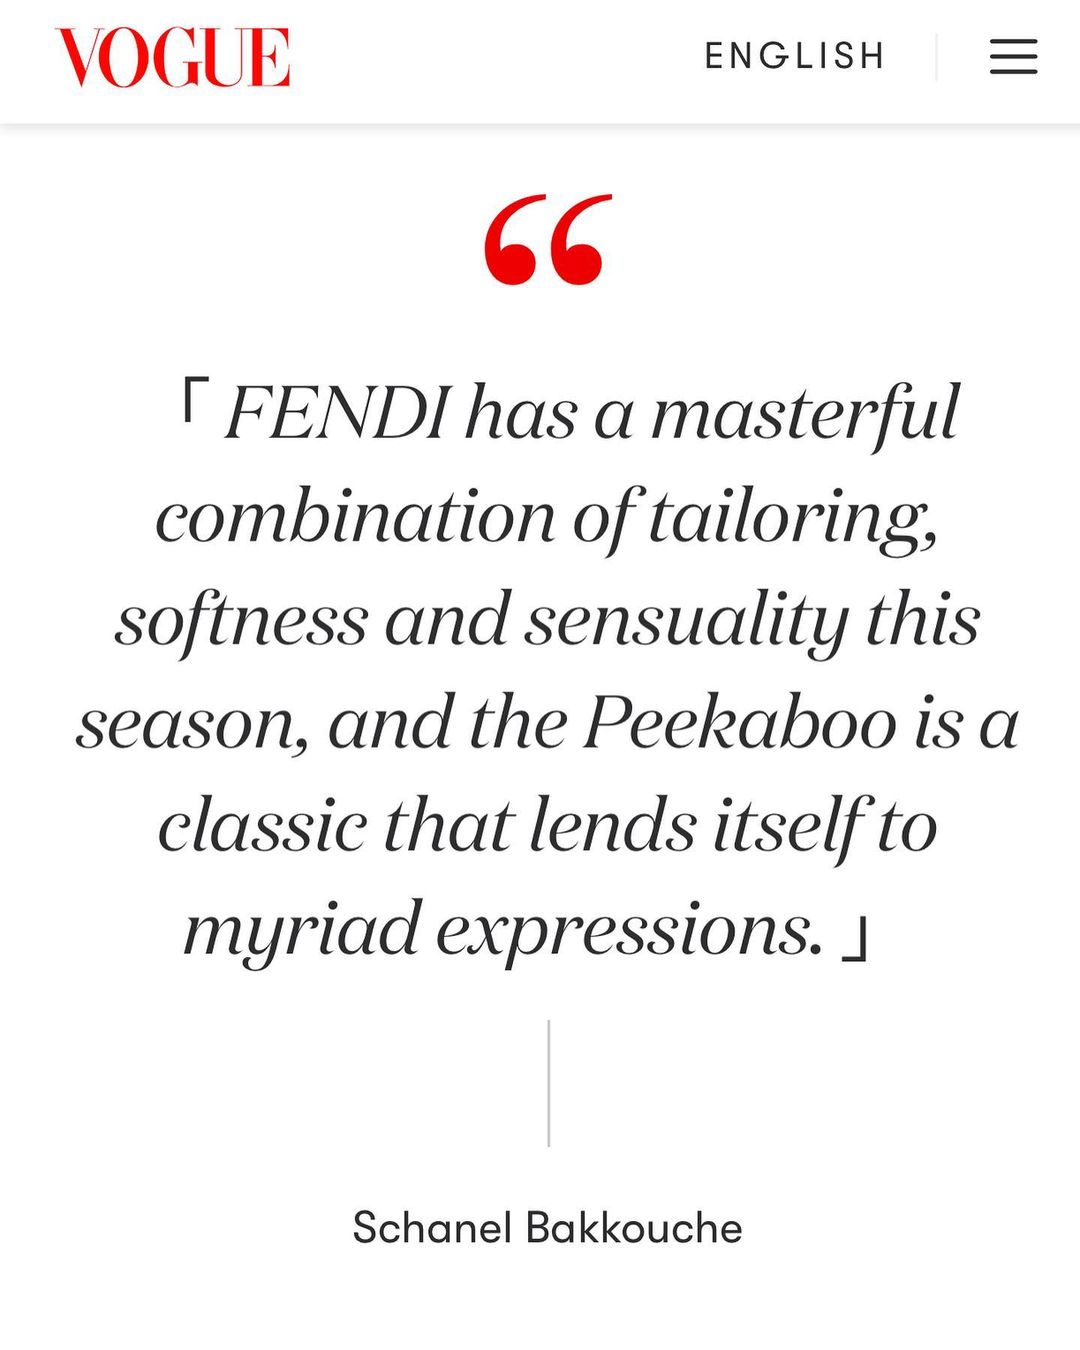 VOGUE
ENGLISH
“
「 FENDI has a masterful
combination of tailoring,
softness and sensuality this
season, and the Peekaboo is a
classic that lends itself to
myriad expressions. 」
Schanel Bakkouche